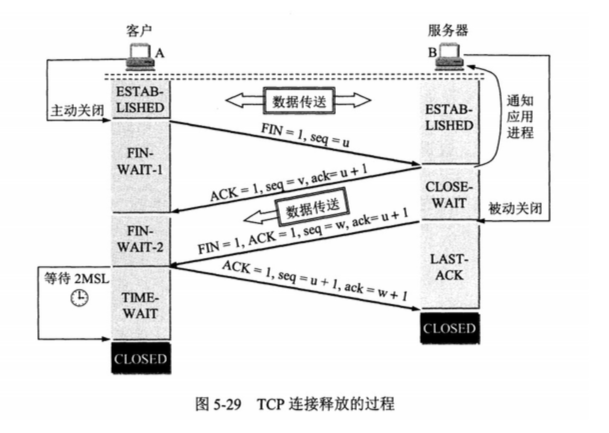 客户
服务器
A
B
ESTAB-
LISHED
主动关闭
数据传送
ESTAB-
LISHED
通知
应用
进程
FIN = 1, seq = u
FIN-
WAIT-1
ACK = 1, seq = v, ack= u + 1
CLOSE-
WAIT
数据传送
被动关闭
FIN = 1, ACK = 1, seq = w, ack= u + 1
FIN-
WAIT-2
ACK = 1, seq = u + 1, ack = w + 1
LAST-
ACK
等待 2MSL
TIME-
WAIT
CLOSED
CLOSED
图 5-29 TCP 连接释放的过程